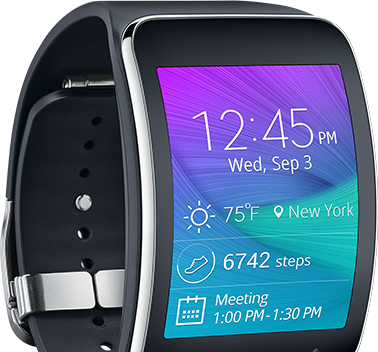 12:45 PM
Wed, Sep 3
75°F New York
6742 steps
Meeting
1:00 PM - 1:30 PM